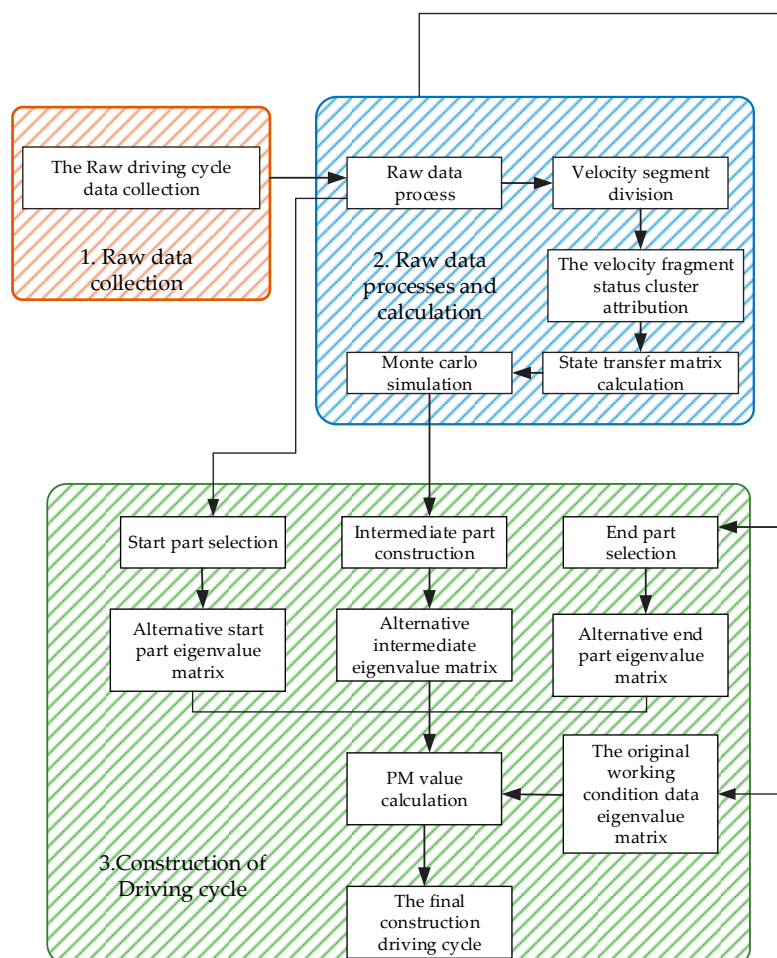 The Raw driving cycle
data collection
1. Raw data
collection
Raw data
process
Velocity segment
division
2. Raw data
processes and
calculation
The velocity fragment
status cluster
attribution
Monte carlo
simulation
State transfer matrix
calculation
Start part selection
Intermediate part
construction
End part
selection
Alternative start
part eigenvalue
matrix
Alternative
intermediate
eigenvalue matrix
Alternative end
part eigenvalue
matrix
PM value
calculation
The original
working
condition data
eigenvalue
matrix
3.Construction of
Driving cycle
The final
construction
driving cycle